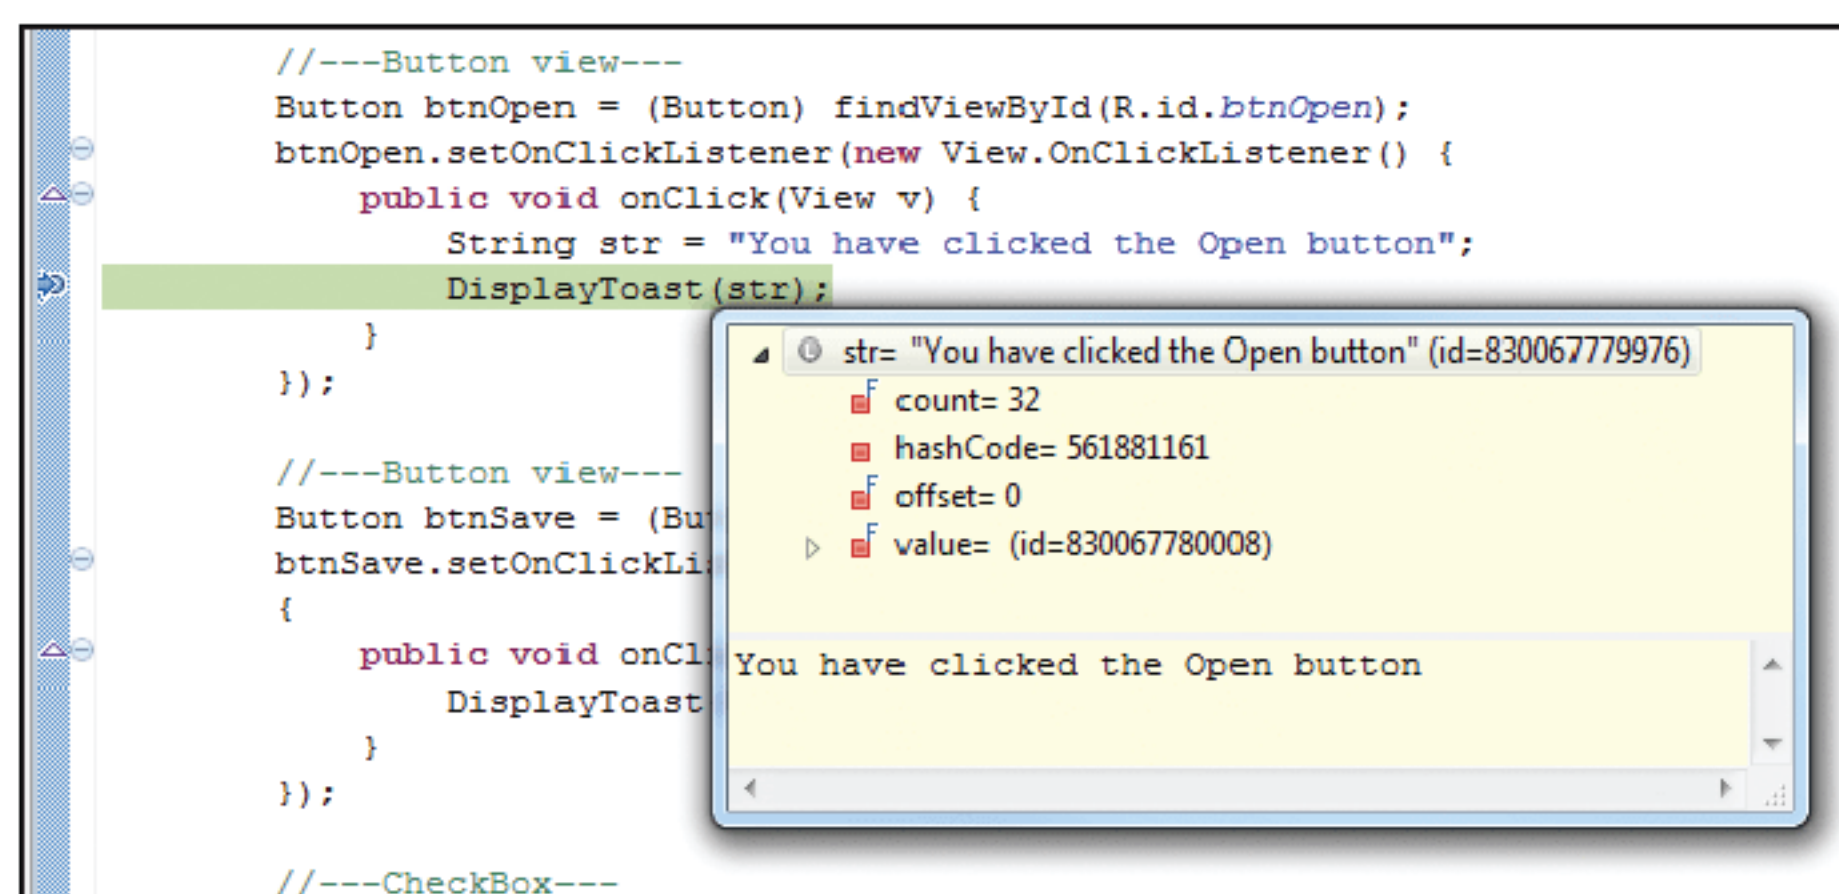 //---Button view---
Button btnOpen = (Button) findViewById(R.id.btnOpen);
btnOpen.setOnClickListener(new View.OnClickListener() {
public void onClick(View v) {
String str = "You have clicked the Open button";
DisplayToast(str);
}
});
//---Button view---
Button btnSave = (Bu
btnSave.setOnClickLi
{
public void onCl
DisplayToast
}
});
//---CheckBox---
str= "You have clicked the Open button" (id=830067779976)
count= 32
hashCode= 561881161
offset= 0
value= (id=830067780008)
You have clicked the Open button